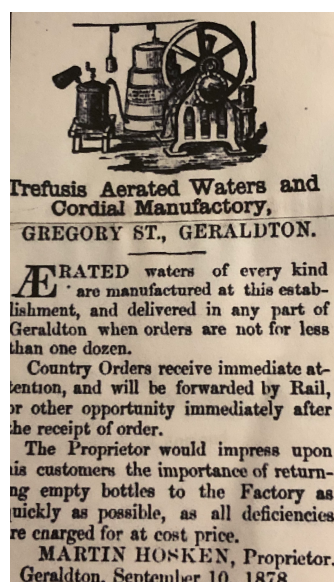 Trefusis Aerated Waters and
Cordial Manufactory,
GREGORY ST., GERALDTON.
ÆRATED waters of every kind
are manufactured at this estab-
lishment, and delivered in any part of
Geraldton when orders are not for less
than one dozen.
Country Orders receive immediate at-
tention, and will be forwarded by Rail,
or other opportunity immediately after
the receipt of order.
The Proprietor would impress upon
his customers the importance of return-
ng empty bottles to the Factory as
quickly as possible, as all deficiencies
re charged for at cost price.
MARTIN HOSKEN, Proprietor.
Geraldton, September 10, 1878